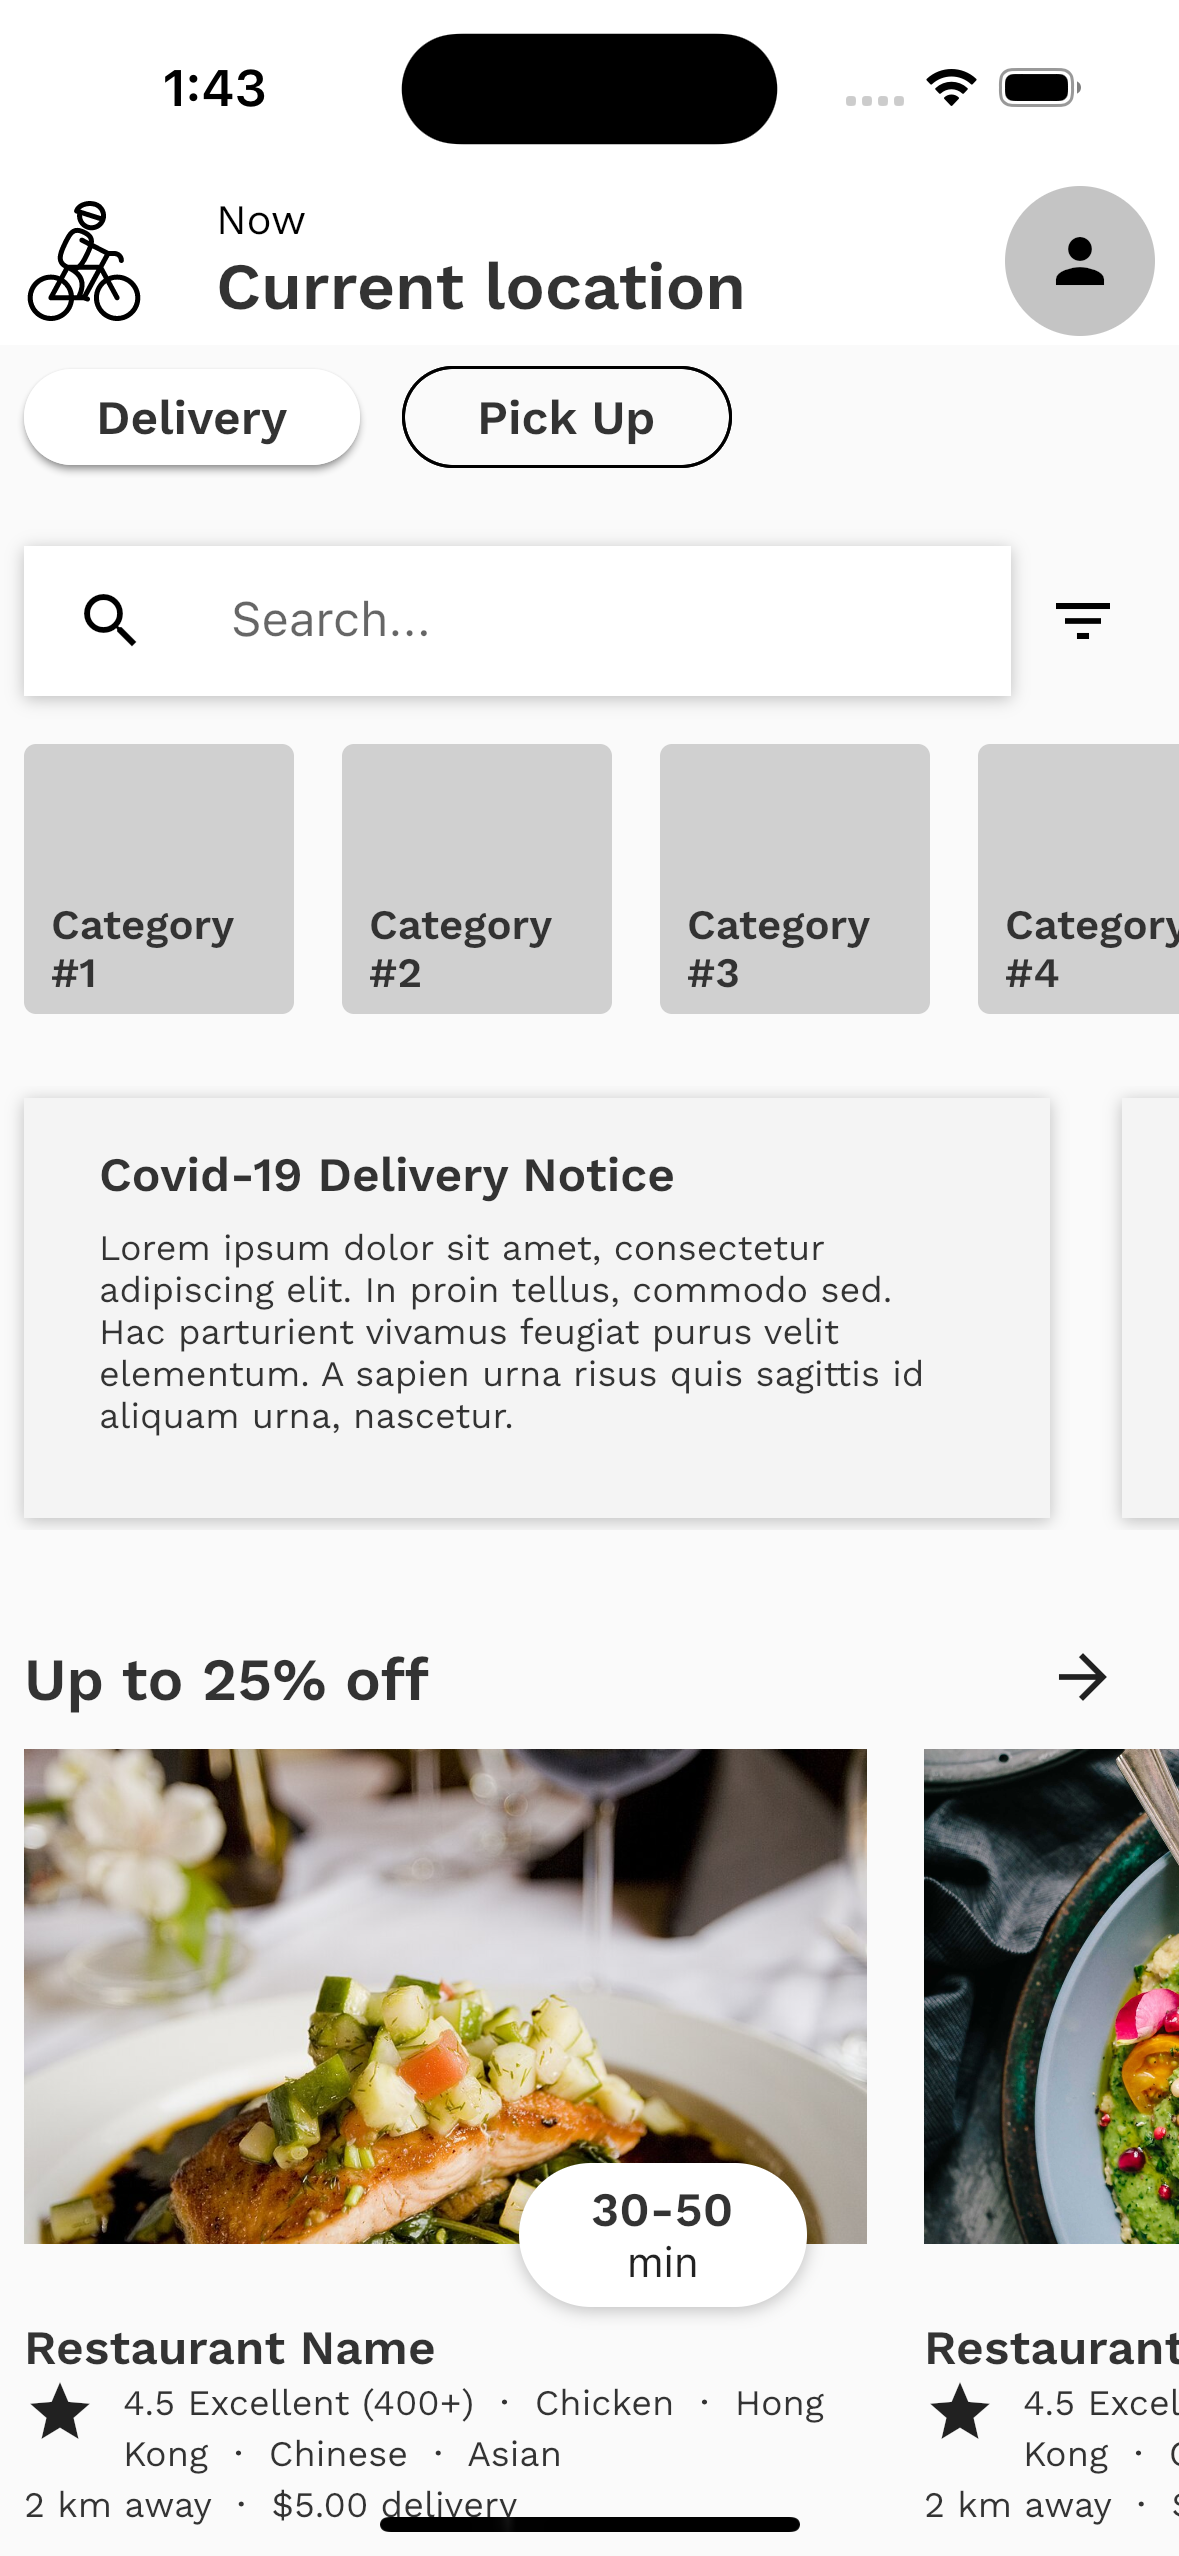 1:43
Now
Current location
Delivery
Pick Up
Search...
Category
#1
Category
#2
Category
#3
Category
#4
Covid-19 Delivery Notice
Lorem ipsum dolor sit amet, consectetur
adipiscing elit. In proin tellus, commodo sed.
Hac parturient vivamus feugiat purus velit
elementum. A sapien urna risus quis sagittis id
aliquam urna, nascetur.
Up to 25% off
30-50
min
Restaurant Name
4.5 Excellent (400+) · Chicken · Hong
Kong · Chinese · Asian
2 km away · $5.00 delivery
Restaurant
4.5
Kong ·
2 km away ·